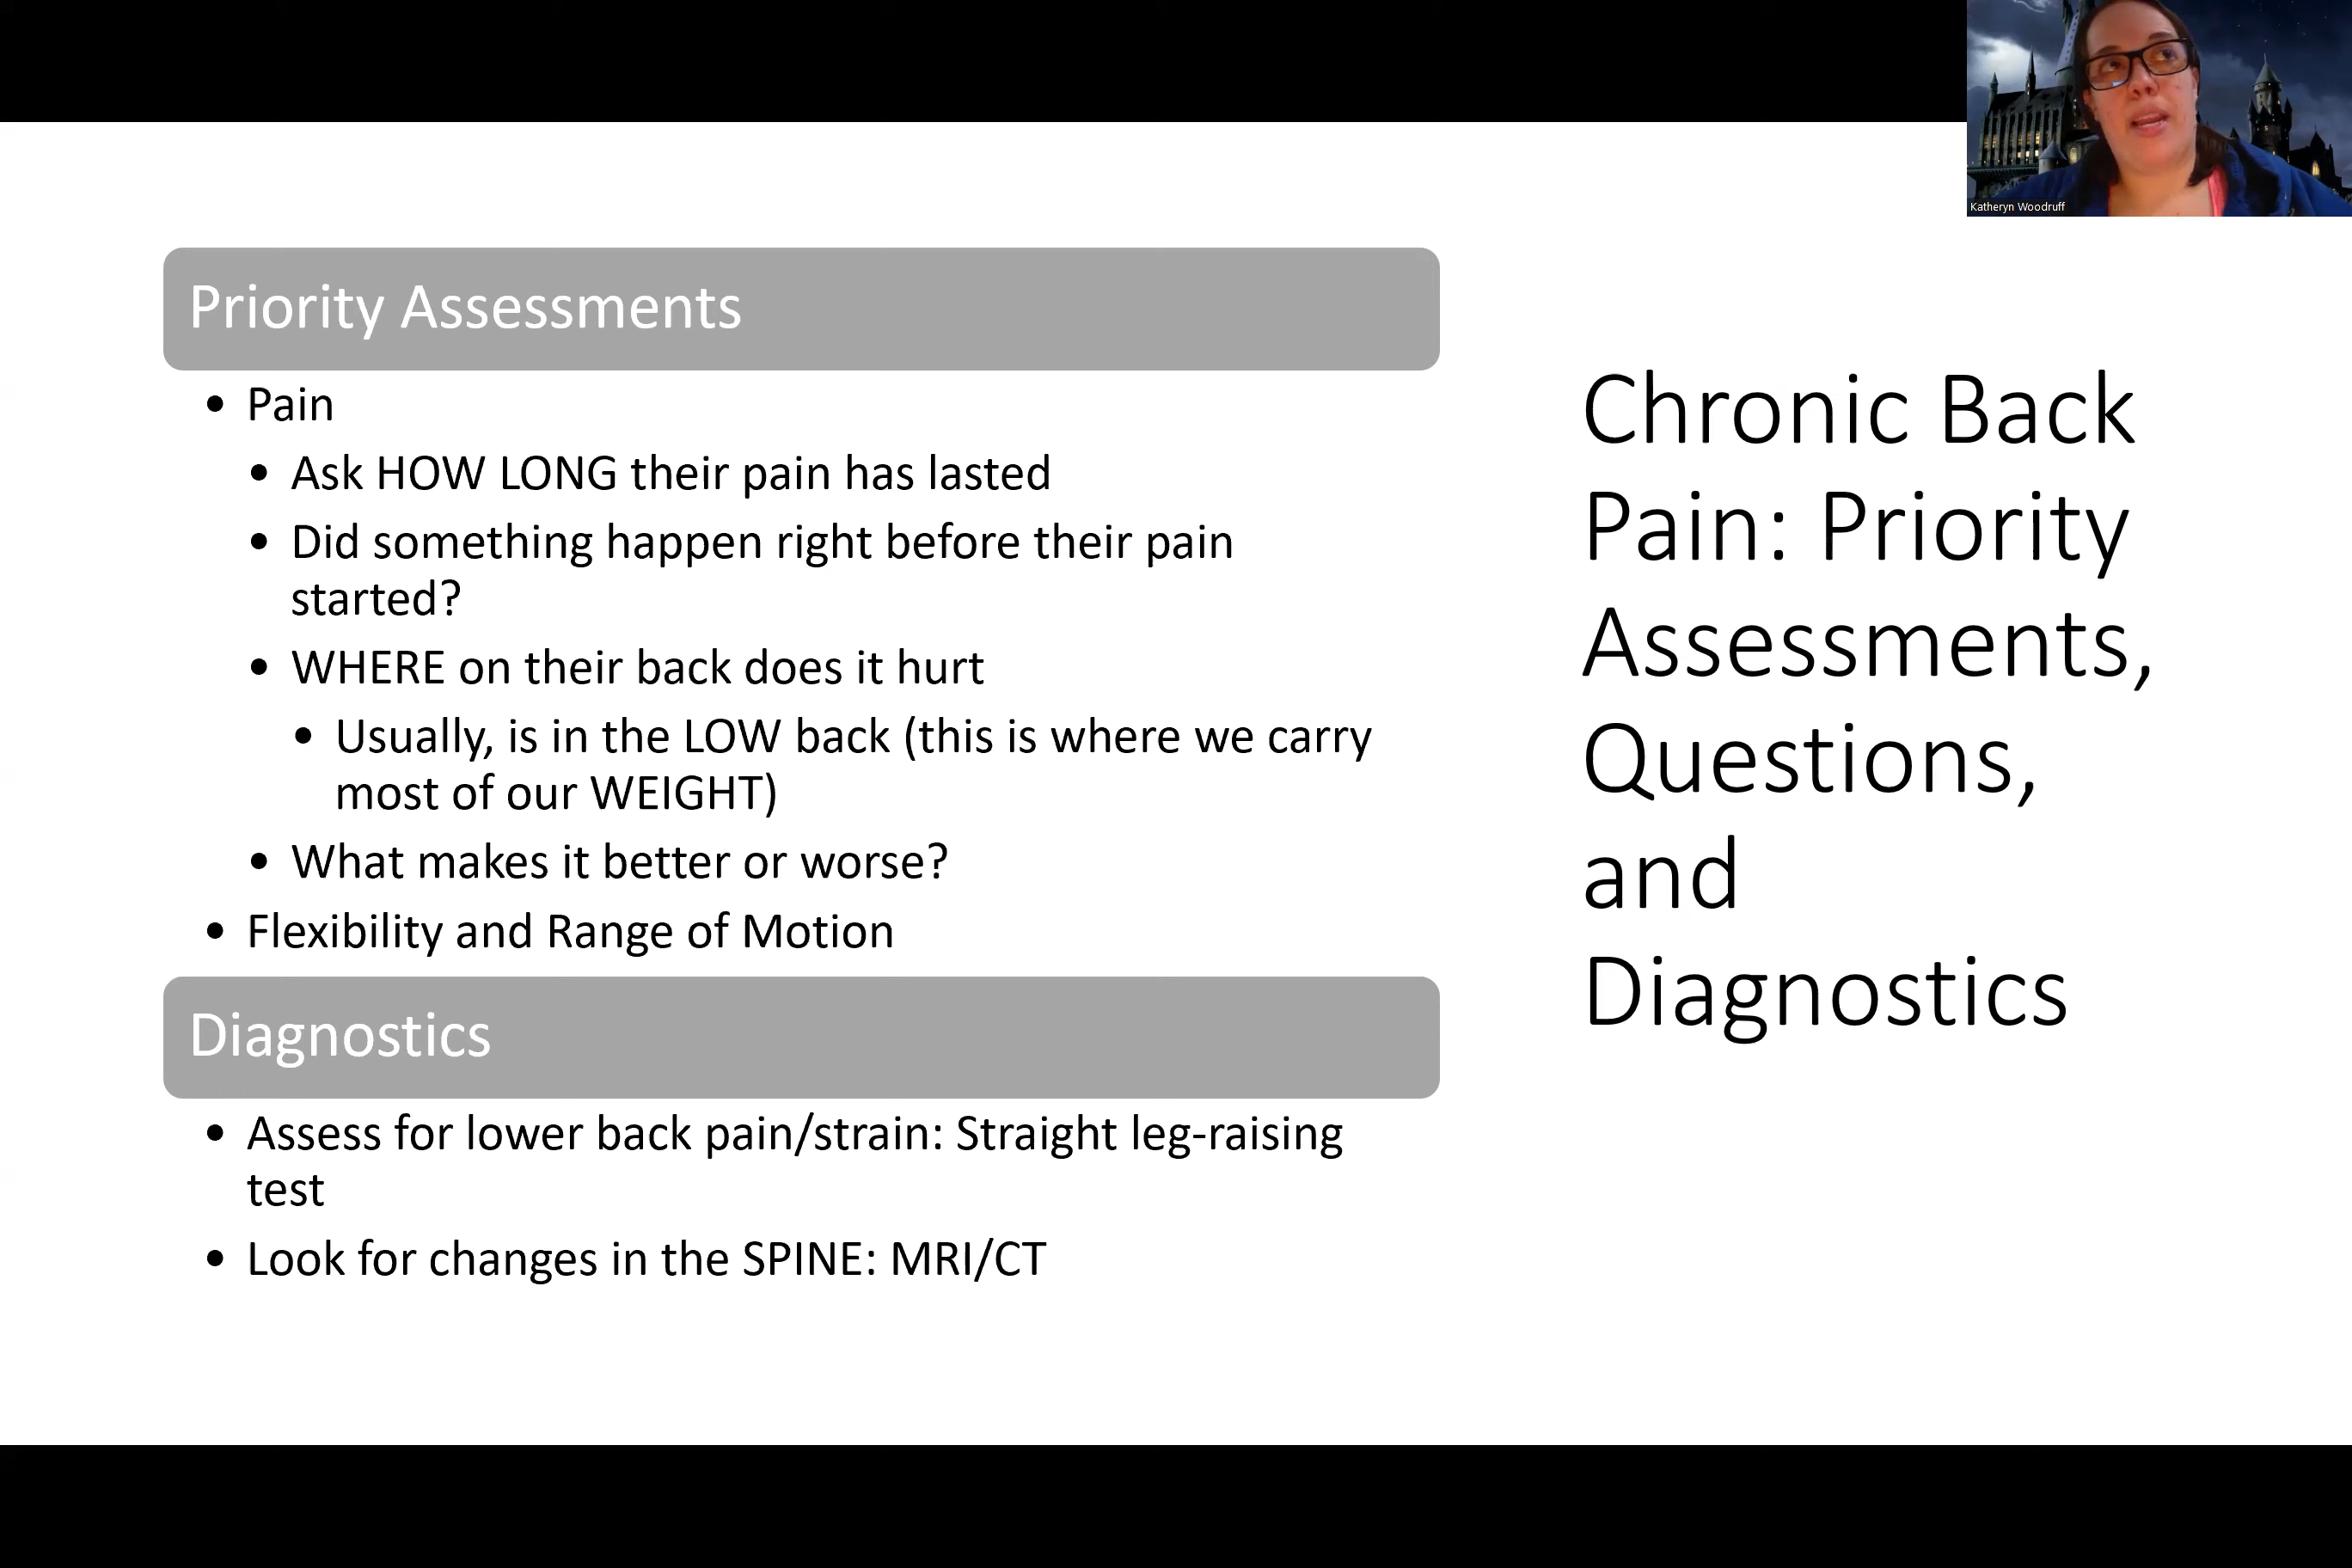 Katheryn Woodruff
Priority Assessments
• Pain
• Ask HOW LONG their pain has lasted
• Did something happen right before their pain
started?
• WHERE on their back does it hurt
• Usually, is in the LOW back (this is where we carry
most of our WEIGHT)
• What makes it better or worse?
• Flexibility and Range of Motion
Diagnostics
• Assess for lower back pain/strain: Straight leg-raising
test
• Look for changes in the SPINE: MRI/CT
Chronic Back
Pain: Priority
Assessments,
Questions,
and
Diagnostics